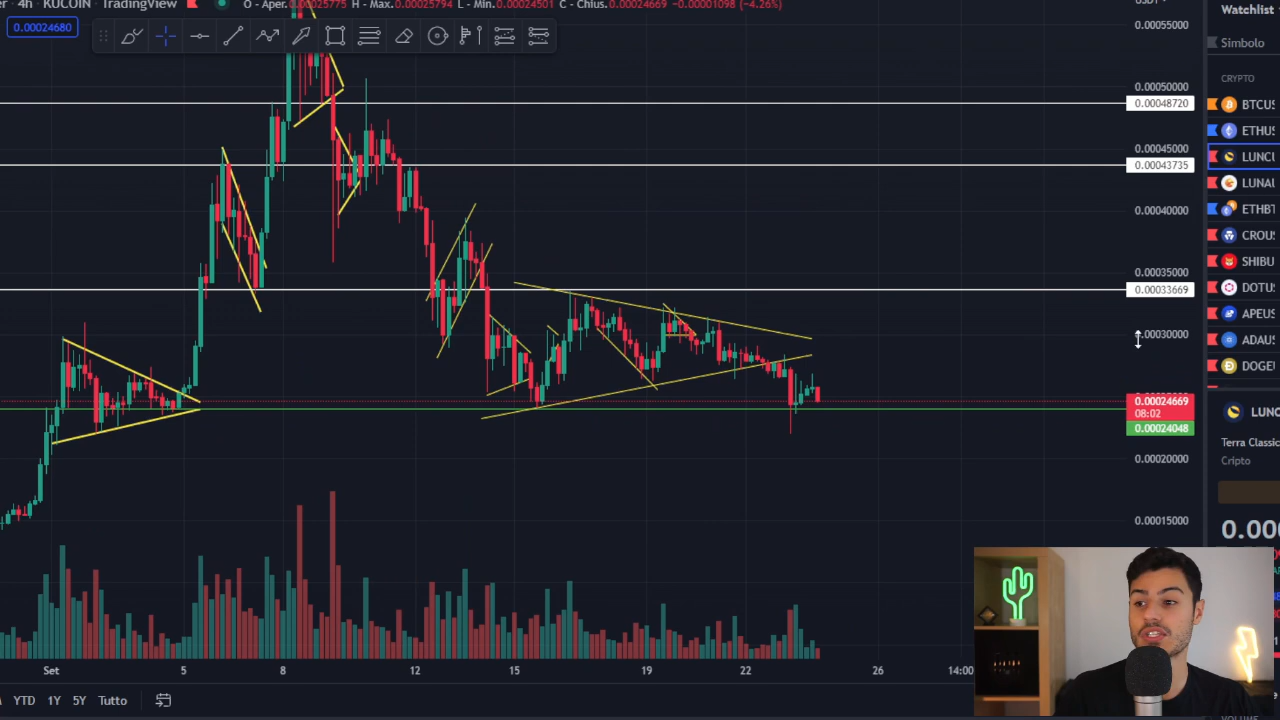 4h · KUCOIN TradingView O - Aper.0.00025775 H - Max.0.00025794 L - Min.0.00024501 C - Chius.0.00024669 -0.00001098 (-4.26%)
0.00024680
USDT
0.00055000
0.00050000
0.00048720
0.00045000
0.00043735
0.00040000
0.00035000
0.00033669
0.00030000
0.00024669
08:02
0.00024048
0.00020000
0.00015000
Set 5 8 12 15 19 22 26 14:00
YTD 1Y 5Y Tutto
Watchlist
Simbolo
CRYPTO
BTCUS
ETHUS
LUNCU
LUNAU
ETHBT
CROUS
SHIBU
DOTUS
APEUS
ADAUS
DOGEU
LUNC
Terra Classic
Cripto
0.00